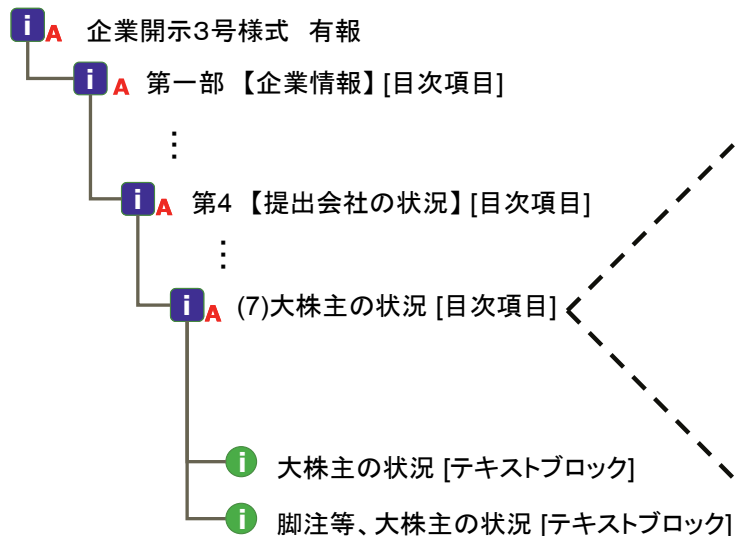 i A 企業開示3号様式 有報
i A 第一部 【企業情報】 [目次項目]
⋮
i A 第4 【提出会社の状況】 [目次項目]
⋮
i A (7)大株主の状況 [目次項目]
i 大株主の状況 [テキストブロック]
i 脚注等、大株主の状況 [テキストブロック]